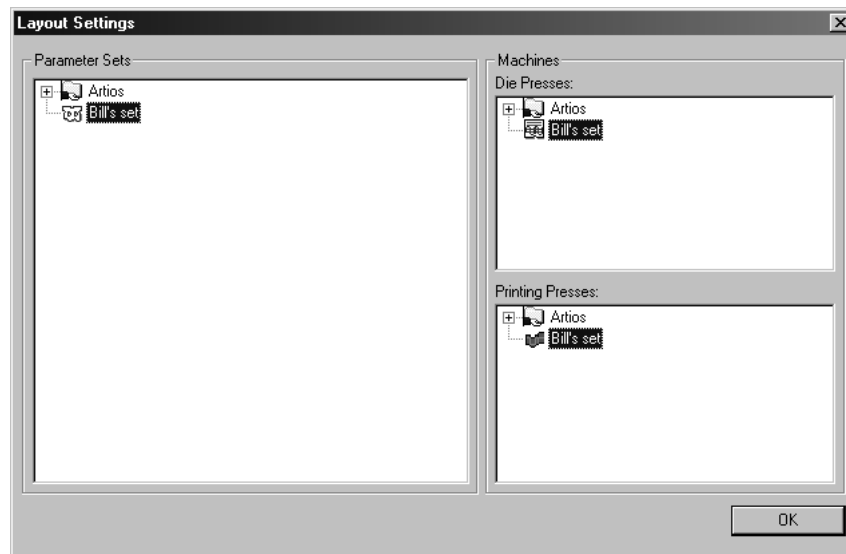 Layout Settings
Parameter Sets
Artios
Bill's set
Machines
Die Presses:
Artios
Bill's set
Printing Presses:
Artios
Bill's set
OK